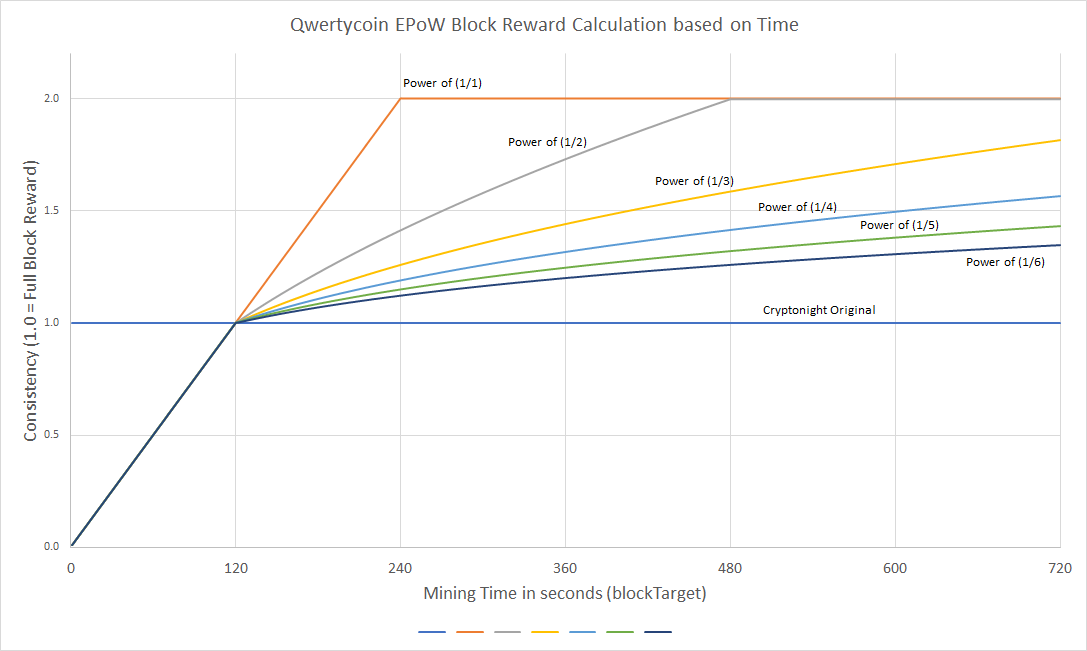 Qwertycoin EPoW Block Reward Calculation based on Time
Consistency (1.0 = Full Block Reward)
2.0
1.5
1.0
0.5
0.0
Power of (1/1)
Power of (1/2)
Power of (1/3)
Power of (1/4)
Power of (1/5)
Power of (1/6)
Cryptonight Original
0 120 240 360 480 600 720
Mining Time in seconds (blockTarget)